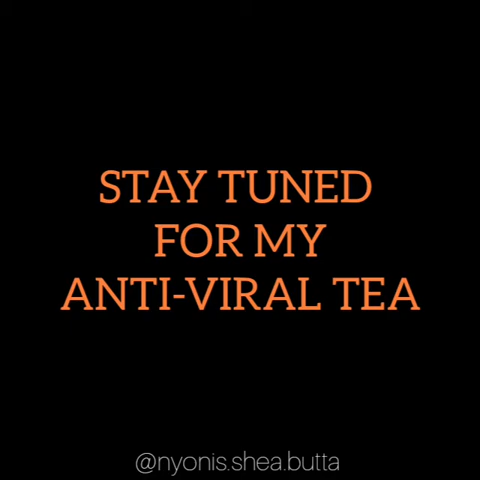 STAY TUNED
FOR MY
ANTI-VIRAL TEA
@nyonis.shea.butta